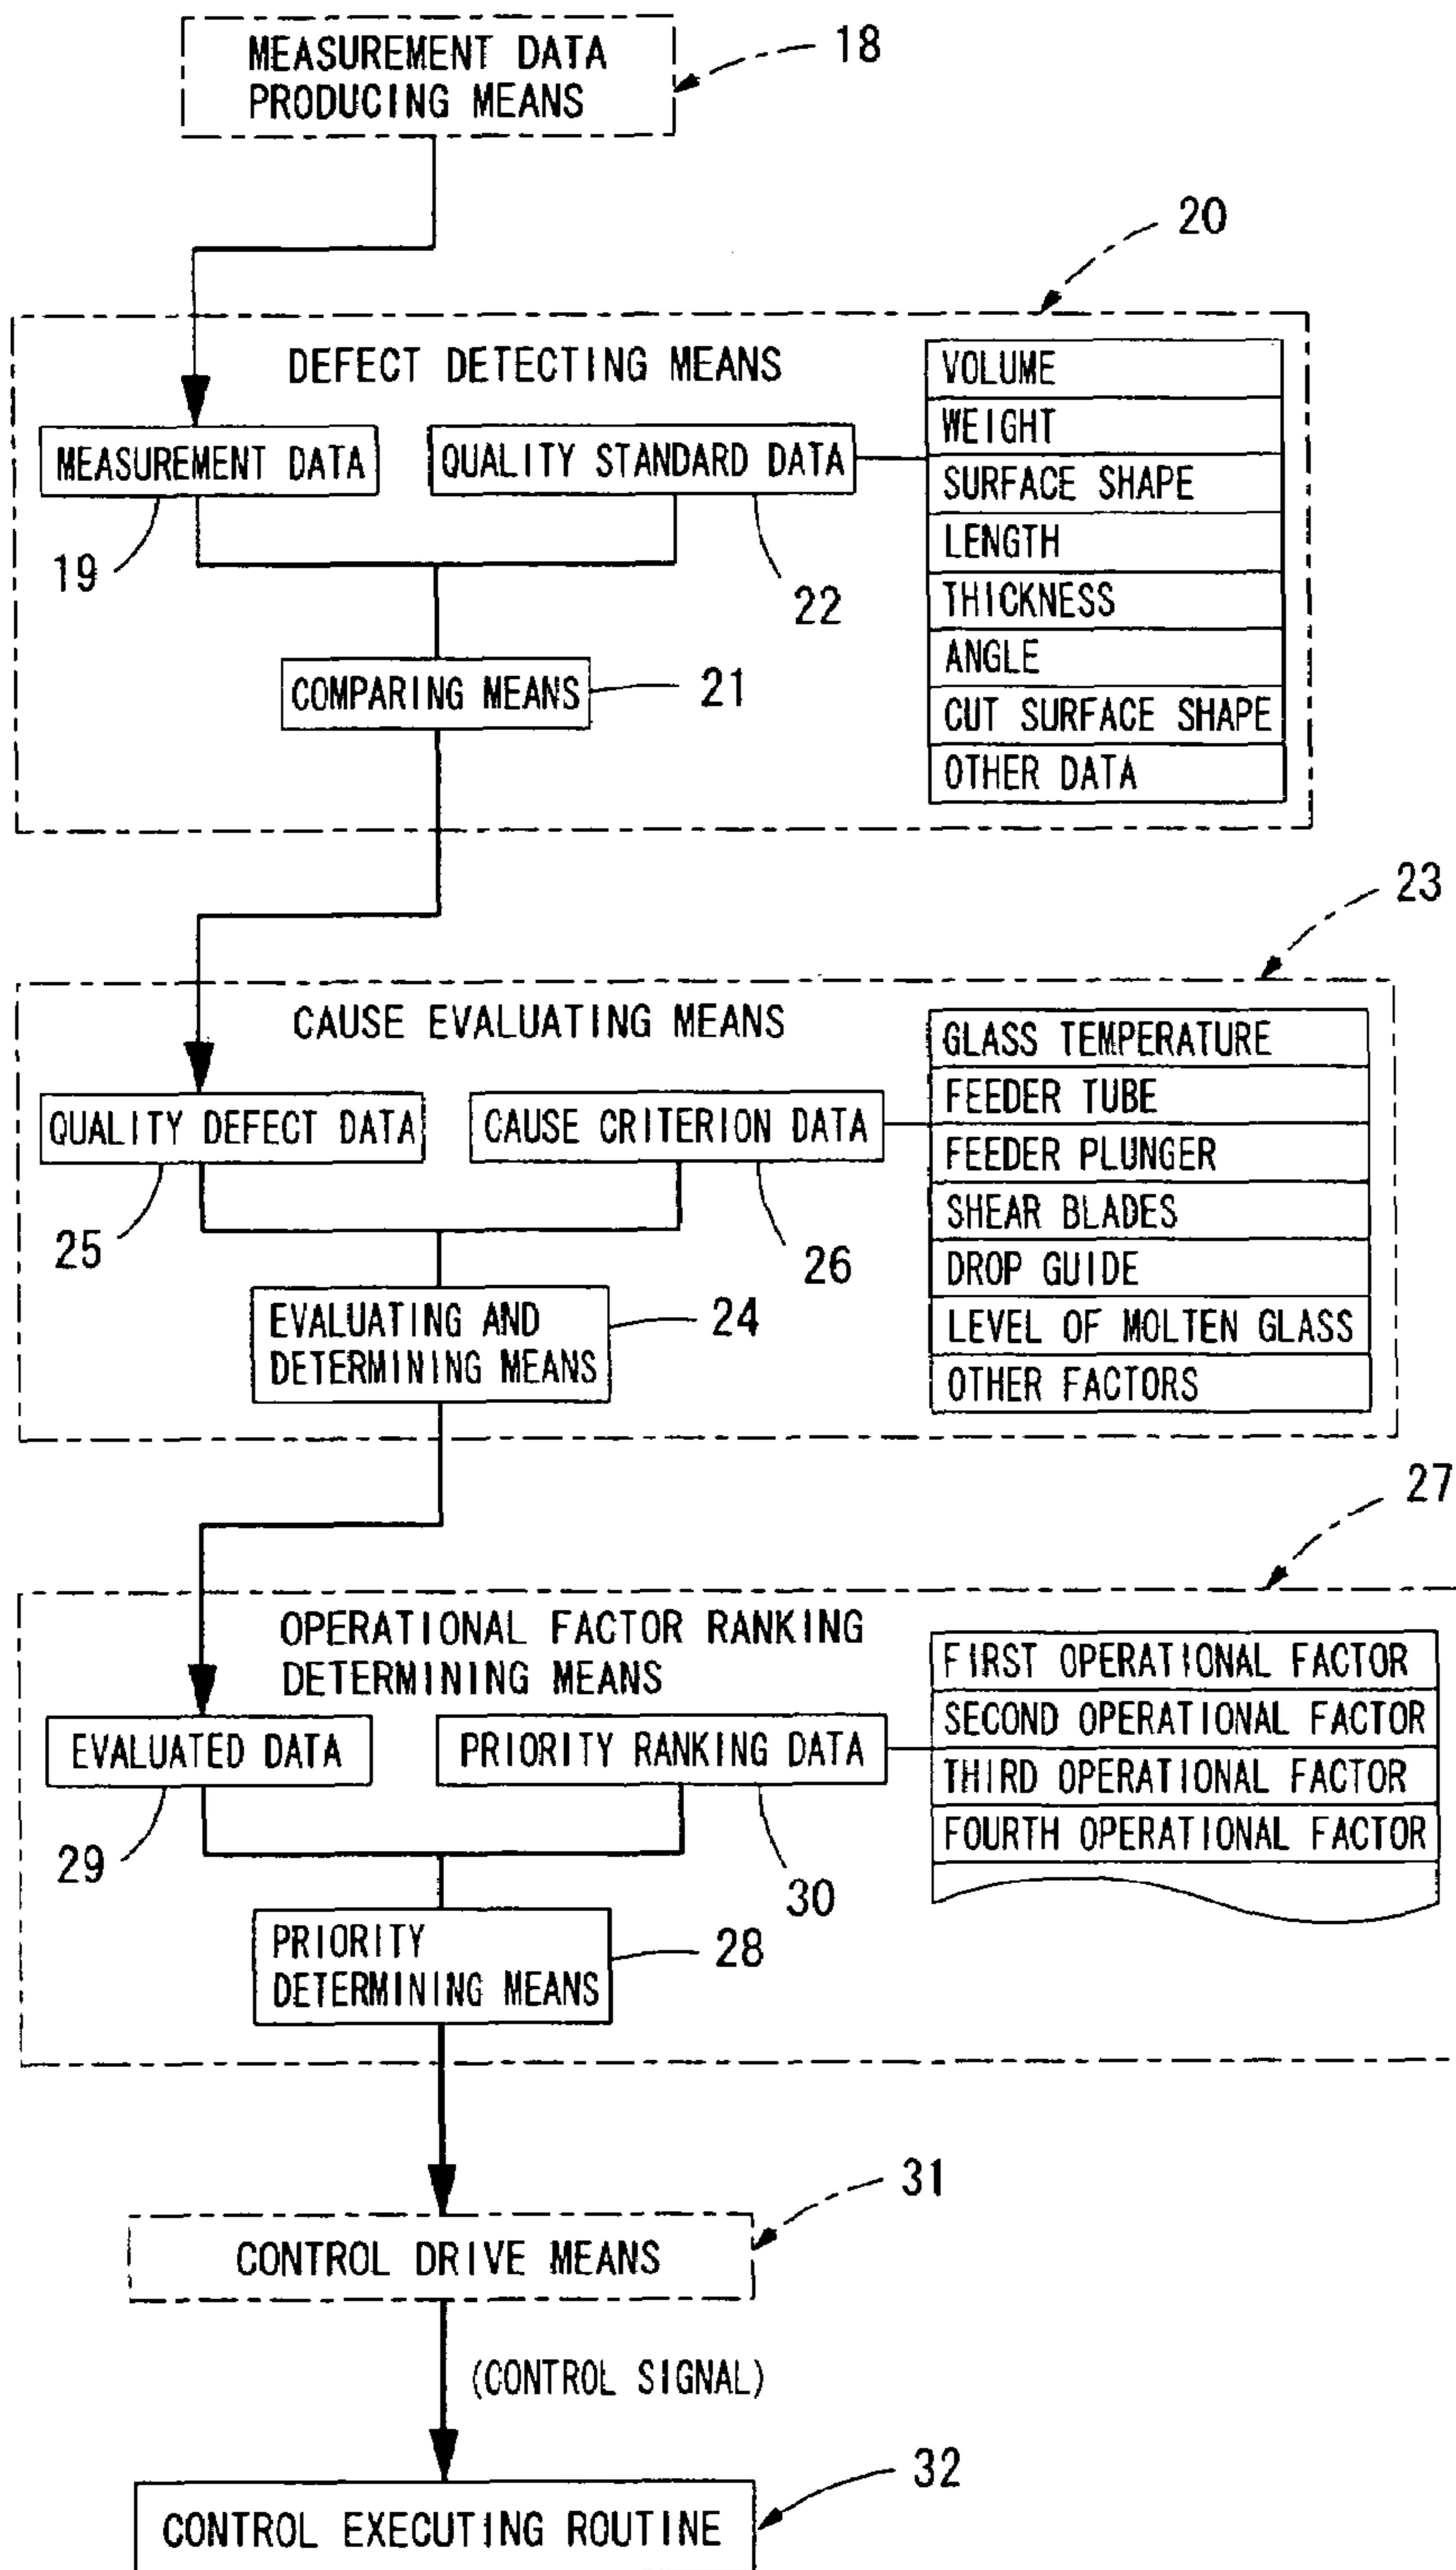 MEASUREMENT DATA
PRODUCING MEANS
18
20
DEFECT DETECTING MEANS
MEASUREMENT DATA
QUALITY STANDARD DATA
VOLUME
WEIGHT
SURFACE SHAPE
LENGTH
THICKNESS
ANGLE
CUT SURFACE SHAPE
OTHER DATA
19
22
COMPARING MEANS
21
23
CAUSE EVALUATING MEANS
QUALITY DEFECT DATA
CAUSE CRITERION DATA
GLASS TEMPERATURE
FEEDER TUBE
FEEDER PLUNGER
SHEAR BLADES
DROP GUIDE
LEVEL OF MOLTEN GLASS
OTHER FACTORS
25
26
EVALUATING AND
DETERMINING MEANS
24
27
OPERATIONAL FACTOR RANKING
DETERMINING MEANS
EVALUATED DATA
PRIORITY RANKING DATA
FIRST OPERATIONAL FACTOR
SECOND OPERATIONAL FACTOR
THIRD OPERATIONAL FACTOR
FOURTH OPERATIONAL FACTOR
29
30
PRIORITY
DETERMINING MEANS
28
31
CONTROL DRIVE MEANS
(CONTROL SIGNAL)
32
CONTROL EXECUTING ROUTINE